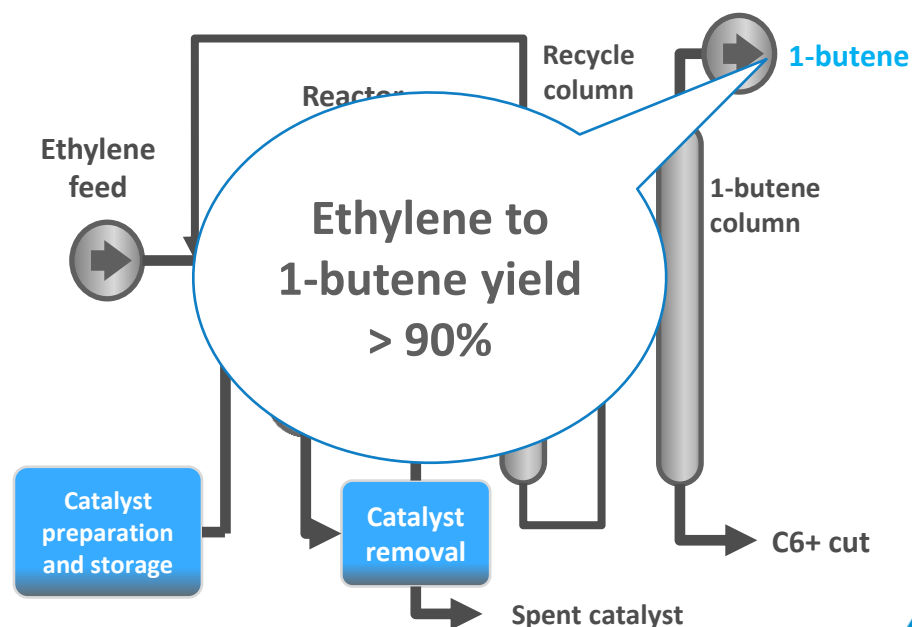 Recycle
column
1-butene
Reactor
Ethylene
feed
1-butene
column
Ethylene to
1-butene yield
> 90%
Catalyst
preparation
and storage
Catalyst
removal
C6+ cut
Spent catalyst